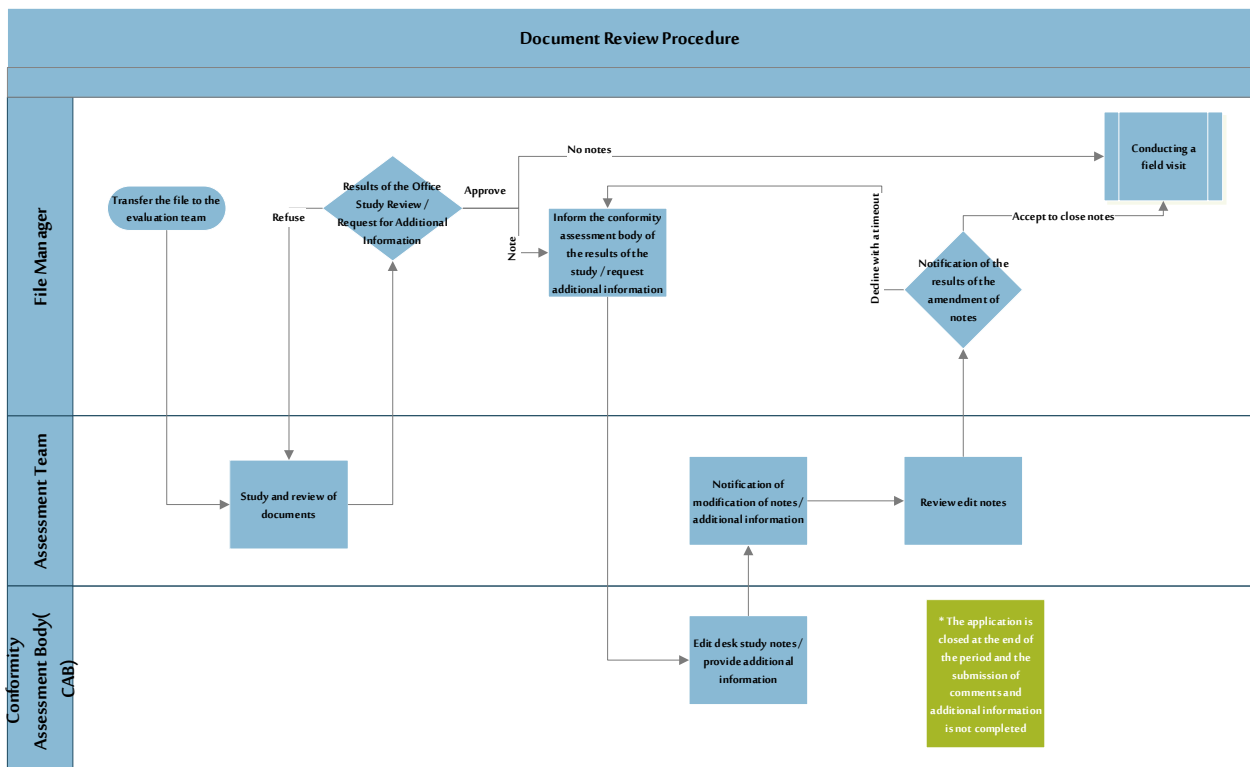 Document Review Procedure
File Manager
Transfer the file to the
evaluation team
Results of the Office
Study Review /
Request for Additional
Information
Refuse
Approve
No notes
Note
Inform the conformity
assessment body of
the results of the
study / request
additional information
Decline with a timeout
Notification of the
results of the
amendment of
notes
Accept to close notes
Conducting a
field visit
Assessment Team
Study and review of
documents
Notification of
modification of notes/
additional information
Review edit notes
Conformity
Assessment Body(
CAB)
Edit desk study notes /
provide additional
information
* The application is
closed at the end of
the period and the
submission of
comments and
additional information
is not completed